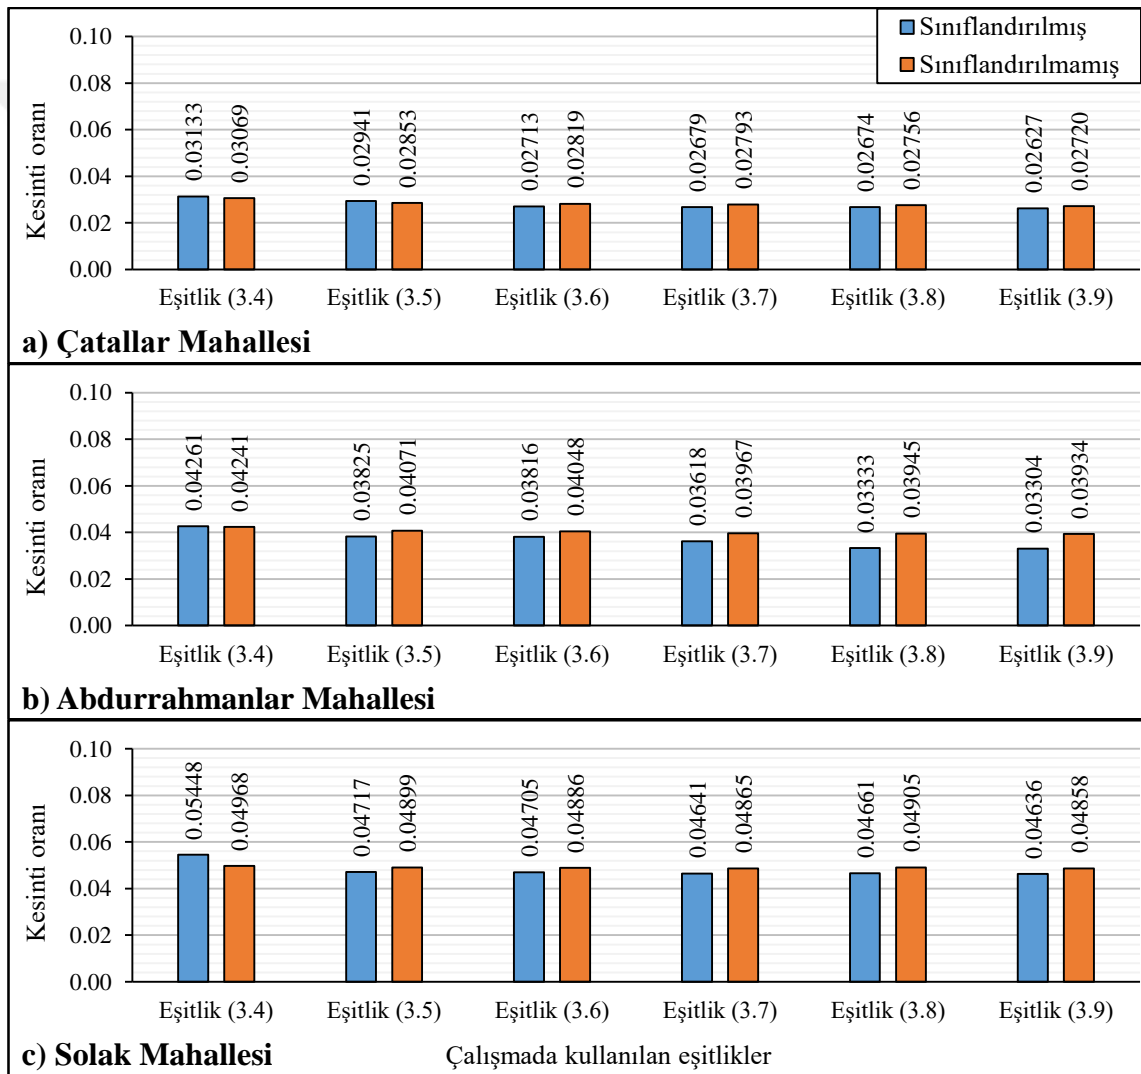 Sınıflandırılmış
Sınıflandırılmamış
Kesinti oranı
0.10
0.08
0.06
0.04
0.02
0.00
0.03133 0.03069 0.02941 0.02853 0.02713 0.02819 0.02679 0.02793 0.02674 0.02756 0.02627 0.02720
Eşitlik (3.4) Eşitlik (3.5) Eşitlik (3.6) Eşitlik (3.7) Eşitlik (3.8) Eşitlik (3.9)
a) Çatallar Mahallesi
Kesinti oranı
0.10
0.08
0.06
0.04
0.02
0.00
0.04261 0.04241 0.03825 0.04071 0.03816 0.04048 0.03618 0.03967 0.03333 0.03945 0.03304 0.03934
Eşitlik (3.4) Eşitlik (3.5) Eşitlik (3.6) Eşitlik (3.7) Eşitlik (3.8) Eşitlik (3.9)
b) Abdurrahmanlar Mahallesi
Kesinti oranı
0.10
0.08
0.06
0.04
0.02
0.00
0.05448 0.04968 0.04717 0.04899 0.04705 0.04886 0.04641 0.04865 0.04661 0.04905 0.04636 0.04858
Eşitlik (3.4) Eşitlik (3.5) Eşitlik (3.6) Eşitlik (3.7) Eşitlik (3.8) Eşitlik (3.9)
c) Solak Mahallesi
Çalışmada kullanılan eşitlikler